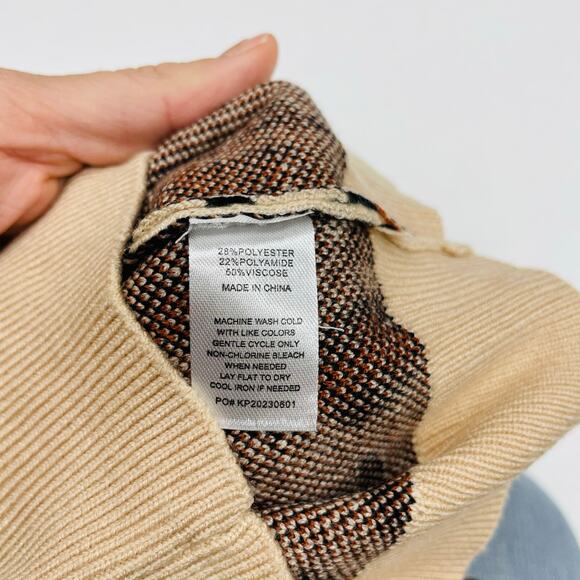 28%POLYESTER
22%POLYAMIDE
50%VISCOSE
MADE IN CHINA
MACHINE WASH COLD
WITH LIKE COLORS
GENTLE CYCLE ONLY
NON-CHLORINE BLEACH
WHEN NEEDED
LAY FLAT TO DRY
COOL IRON IF NEEDED
PO# KP20230601